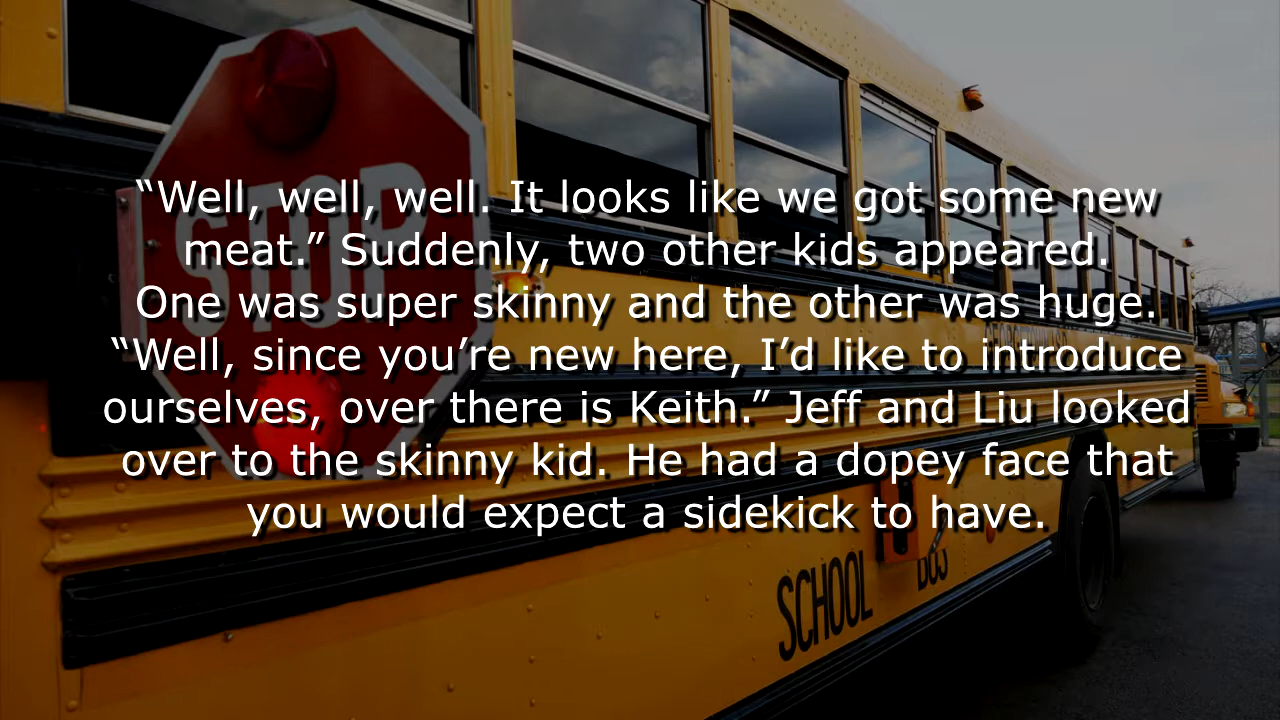 “Well, well, well. It looks like we got some new
meat.” Suddenly, two other kids appeared.
One was super skinny and the other was huge.
“Well, since you’re new here, I’d like to introduce
ourselves, over there is Keith.” Jeff and Liu looked
over to the skinny kid. He had a dopey face that
you would expect a sidekick to have.
STOP
SCHOOL BUS